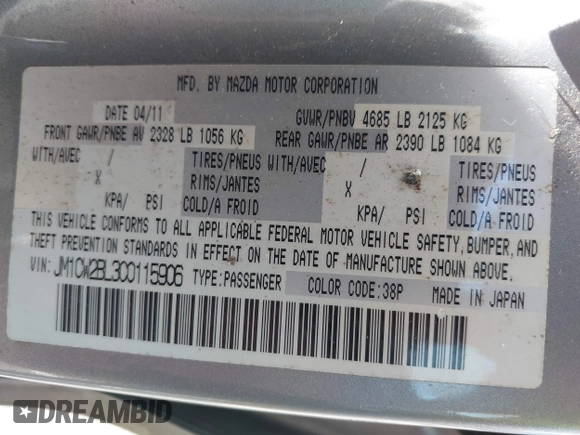 MFD. BY MAZDA MOTOR CORPORATION
DATE 04/11 GVWR/PNBV 4685 LB 2125 KG
FRONT GAWR/PNBE AV 2328 LB 1056 KG REAR GAWR/PNBE AR 2390 LB 1084 KG
WITH/AVEC / TIRES/PNEUS WITH/AVEC / TIRES/PNEUS
X RIMS/JANTES X RIMS/JANTES
KPA/ PSI COLD/A FROID KPA/ PSI COLD/A FROID
THIS VEHICLE CONFORMS TO ALL APPLICABLE FEDERAL MOTOR VEHICLE SAFETY, BUMPER, AND
THEFT PREVENTION STANDARDS IN EFFECT ON THE DATE OF MANUFACTURE SHOWN ABOVE.
VIN: JM1CW2BL3C0115906 TYPE:PASSENGER COLOR CODE:38P MADE IN JAPAN
DREAMBID